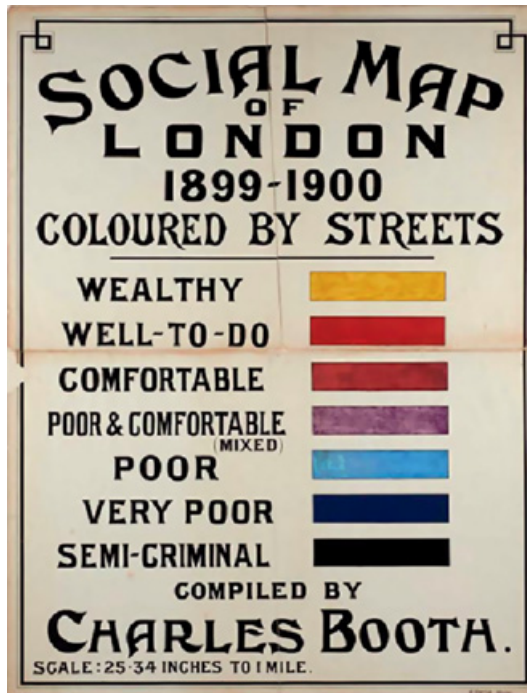 SOCIAL MAP
OF
LONDON
1899-1900
COLOURED BY STREETS
WEALTHY
WELL-TO-DO
COMFORTABLE
POOR & COMFORTABLE
(MIXED)
POOR
VERY POOR
SEMI-CRIMINAL
COMPILED BY
CHARLES BOOTH.
SCALE: 25·34 INCHES TO 1 MILE.